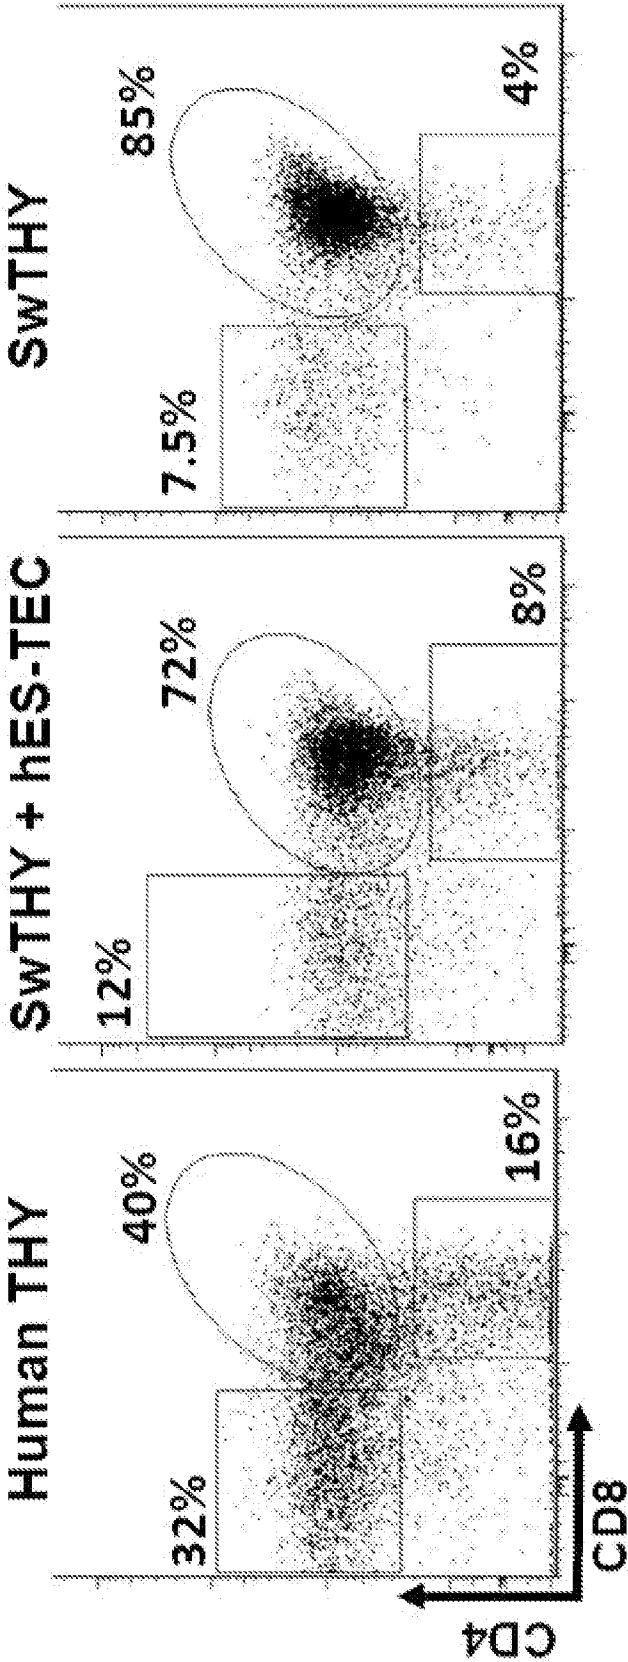 Human THY
SwTHY + hES-TEC
SwTHY
32%
40%
16%
12%
72%
8%
7.5%
85%
4%
CD4
CD8